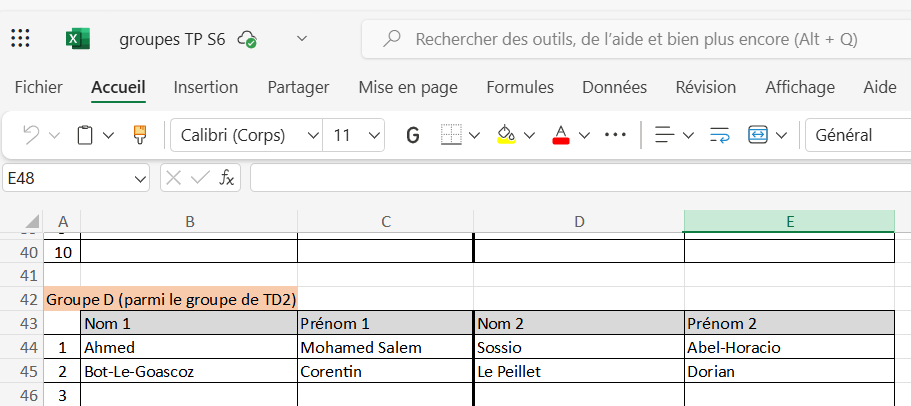 groupes TP S6
Rechercher des outils, de l'aide et bien plus encore (Alt + Q)
Fichier Accueil Insertion Partager Mise en page Formules Données Révision Affichage Aide
Calibri (Corps) 11 G A Général
E48 fx
A B C D E
40 10
41
42 Groupe D (parmi le groupe de TD2)
43 Nom 1 Prénom 1 Nom 2 Prénom 2
44 1 Ahmed Mohamed Salem Sossio Abel-Horacio
45 2 Bot-Le-Goascoz Corentin Le Peillet Dorian
46 3